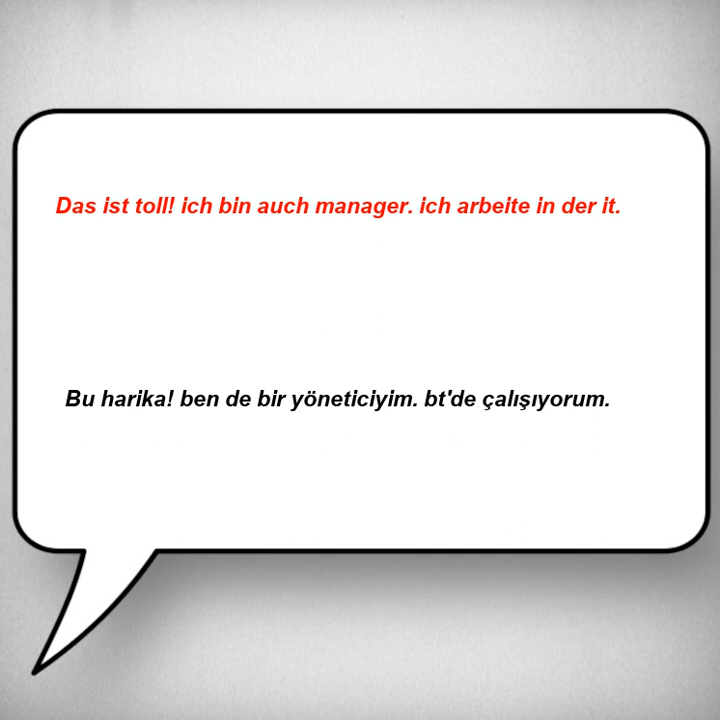 Das ist toll! ich bin auch manager. ich arbeite in der it.
Bu harika! ben de bir yöneticiyim. bt'de çalışıyorum.